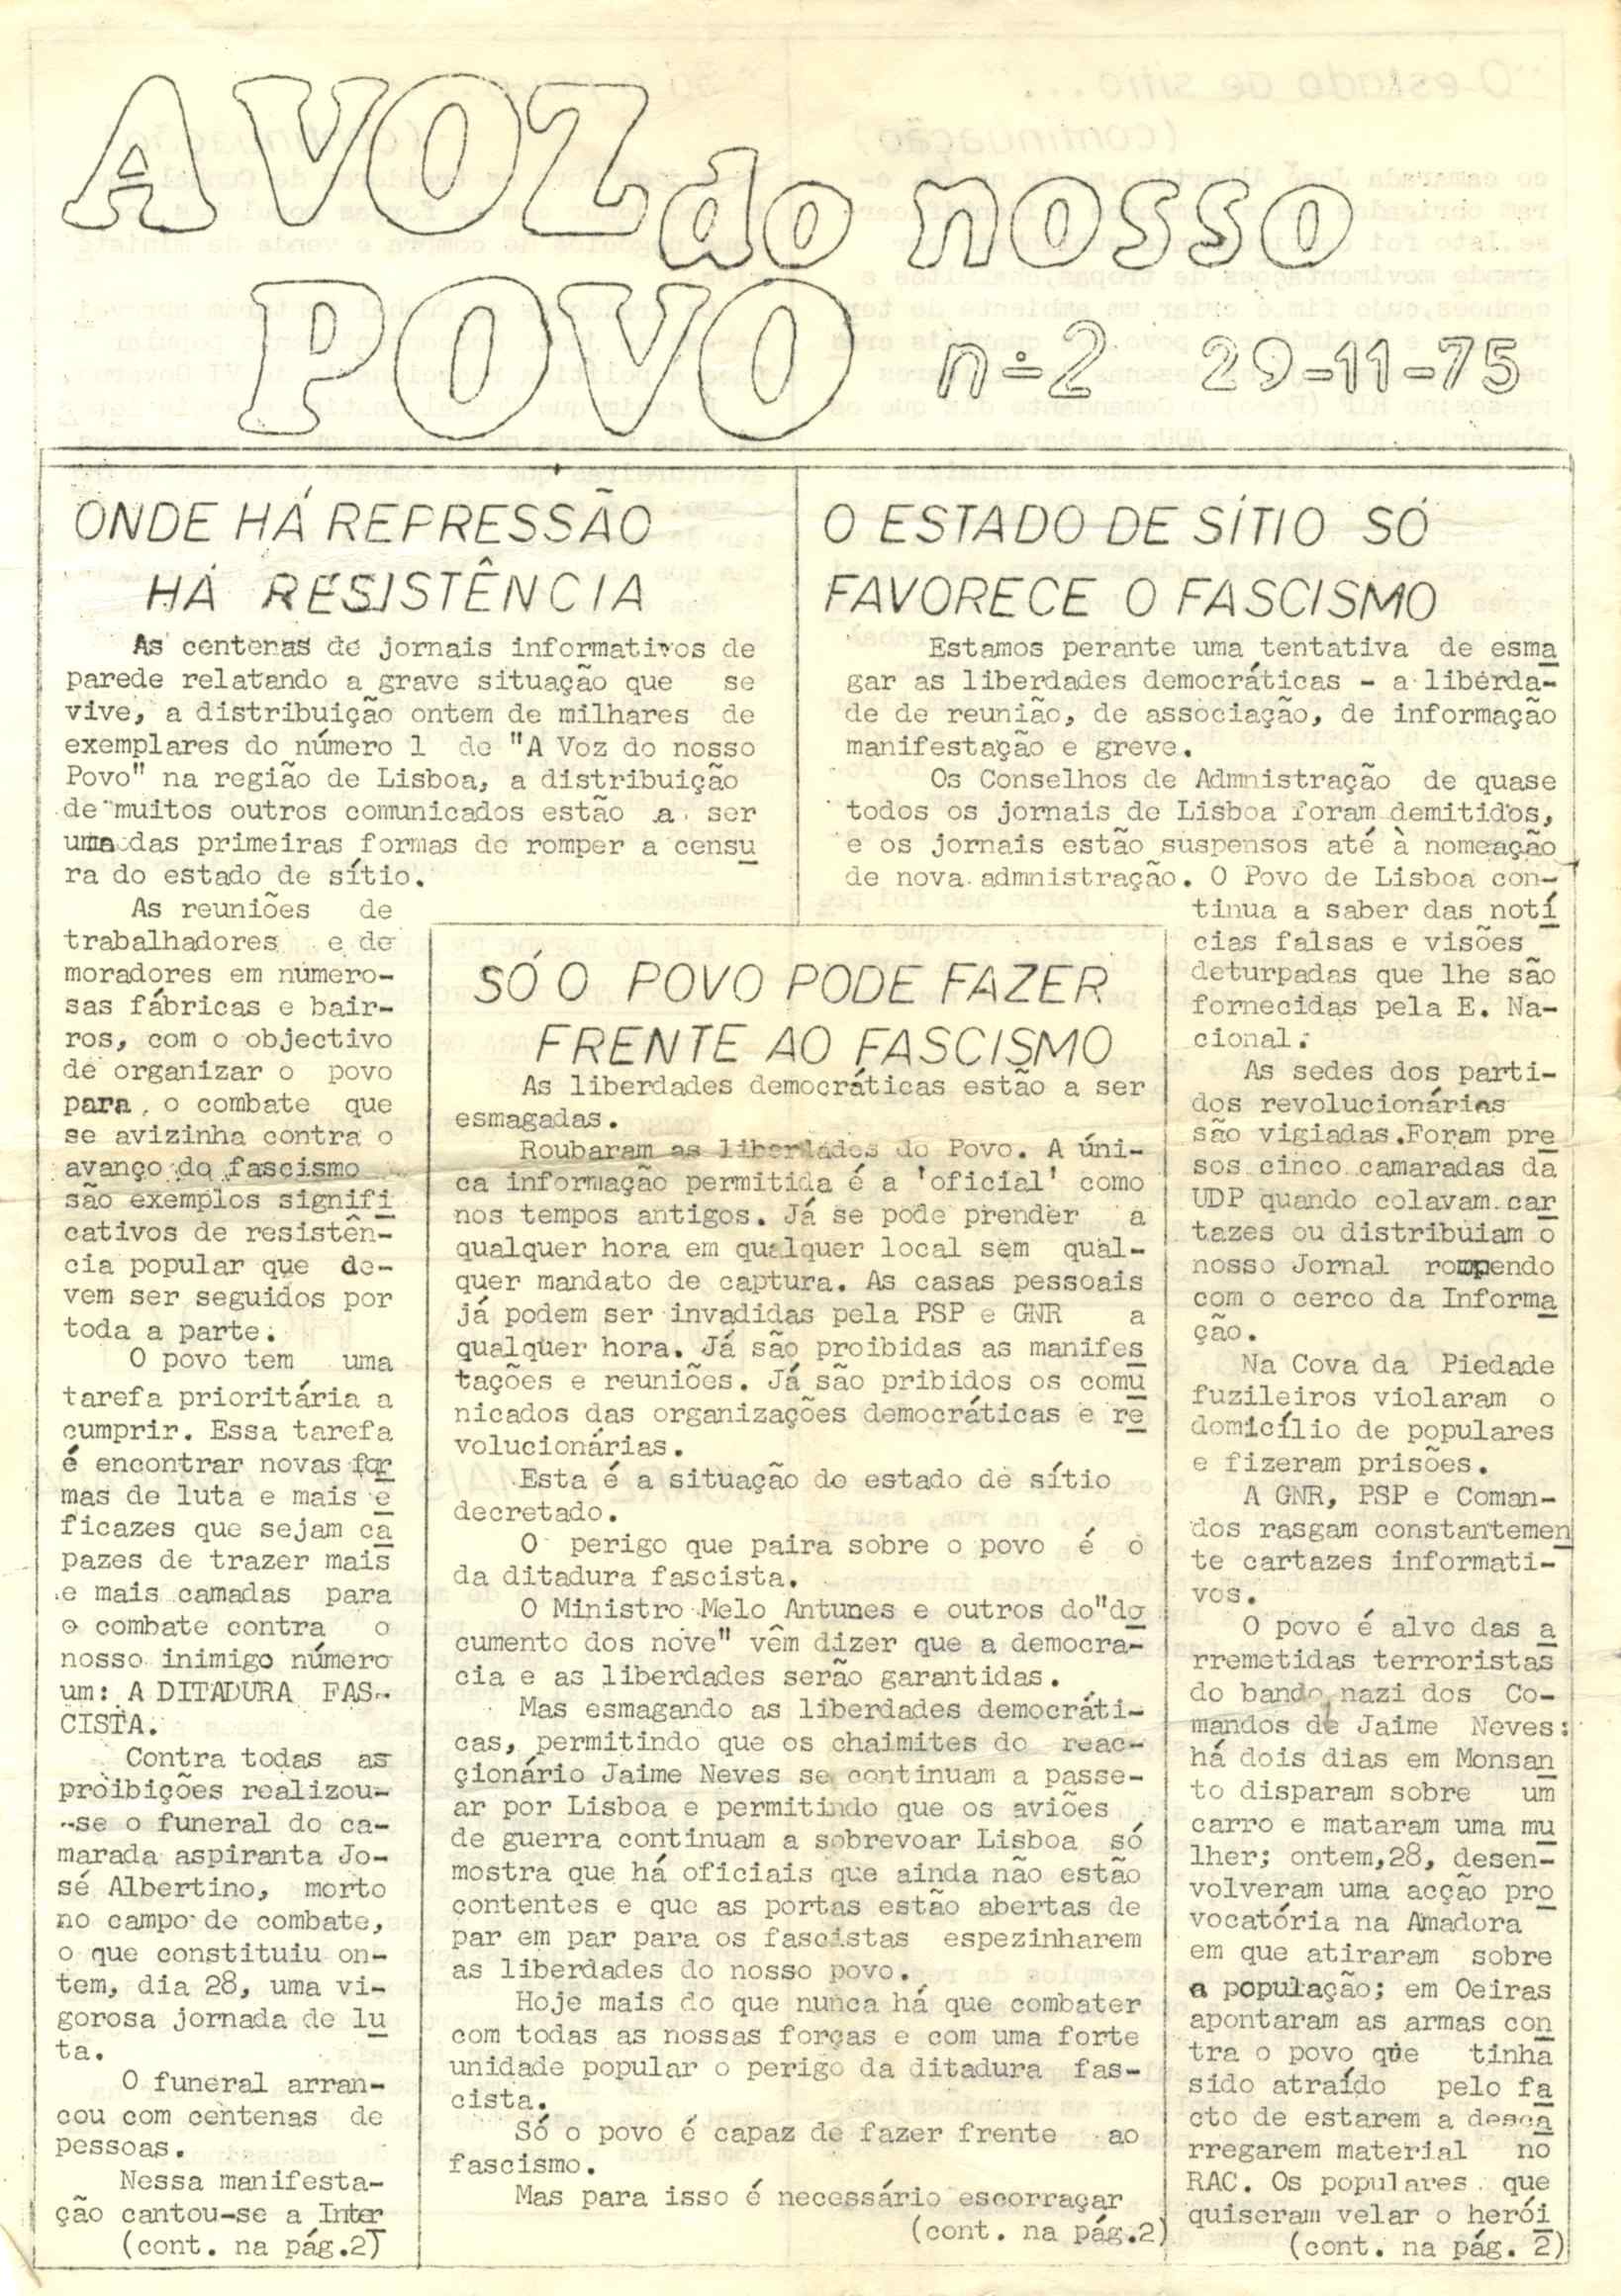 A VOZ do nosso
POVO n-2 29-11-75
ONDE HÁ REPRESSÃO
HÁ RESISTÊNCIA
As centenas de jornais informativos de
parede relatando a grave situação que se
vive, a distribuição ontem de milhares de
exemplares do número 1 de "A Voz do nosso
Povo" na região de Lisboa, a distribuição
de muitos outros comunicados estão a ser
uma das primeiras formas de romper a censu
ra do estado de sítio.
As reuniões de
trabalhadores e de
moradores em numero-
sas fábricas e bair-
ros, com o objectivo
de organizar o povo
para o combate que
se avizinha contra o
avanço do fascismo
são exemplos signifi
cativos de resistên-
cia popular que de-
vem ser seguidos por
toda a parte.
O povo tem uma
tarefa prioritária a
cumprir. Essa tarefa
é encontrar novas for
mas de luta e mais e
ficazes que sejam ca
pazes de trazer mais
e mais camadas para
o combate contra o
nosso inimigo número
um: A DITADURA FAS-
CISTA.
Contra todas as
proibições realizou-
-se o funeral do ca-
marada aspiranta Jo-
sé Albertino, morto
no campo de combate,
o que constituiu on-
tem, dia 28, uma vi-
gorosa jornada de lu
ta.
O funeral arran-
cou com centenas de
pessoas.
Nessa manifesta-
ção cantou-se a Inter
(cont. na pág.2)
SÓ O POVO PODE FAZER
FRENTE AO FASCISMO
As liberdades democráticas estão a ser
esmagadas.
Roubaram as liberdades do Povo. A úni-
ca informação permitida é a 'oficial' como
nos tempos antigos. Já se pode prender a
qualquer hora em qualquer local sem qual-
quer mandato de captura. As casas pessoais
já podem ser invadidas pela PSP e GNR a
qualquer hora. Já são proibidas as manifes
tações e reuniões. Já são pribidos os comu
nicados das organizações democráticas e re
volucionárias.
Esta é a situação do estado de sítio
decretado.
O perigo que paira sobre o povo é o
da ditadura fascista.
O Ministro Melo Antunes e outros do"do
cumento dos nove" vêm dizer que a democra-
cia e as liberdades serão garantidas.
Mas esmagando as liberdades democráti-
cas, permitindo que os chaimites do reac-
çionário Jaime Neves se continuam a passe-
ar por Lisboa e permitindo que os aviões
de guerra continuam a sobrevoar Lisboa só
mostra que há oficiais que ainda não estão
contentes e que as portas estão abertas de
par em par para os fascistas espezinharem
as liberdades do nosso povo.
Hoje mais do que nunca há que combater
com todas as nossas forças e com uma forte
unidade popular o perigo da ditadura fas-
cista.
Só o povo é capaz de fazer frente ao
fascismo.
Mas para isso é necessário escorraçar
(cont. na pág.2)
O ESTADO DE SÍTIO SÓ
FAVORECE O FASCISMO
Estamos perante uma tentativa de esma
gar as liberdades democráticas - a liberda-
de de reunião, de associação, de informação
manifestação e greve.
Os Conselhos de Admnistração de quase
todos os jornais de Lisboa foram demitidos,
e os jornais estão suspensos até à nomeação
de nova admnistração. O Povo de Lisboa con-
tinua a saber das notí
cias falsas e visões
deturpadas que lhe são
fornecidas pela E. Na-
cional.
As sedes dos parti-
dos revolucionários
são vigiadas.Foram pre
sos cinco camaradas da
UDP quando colavam car
tazes ou distribuiam o
nosso Jornal rompendo
com o cerco da Informa
ção.
Na Cova da Piedade
fuzileiros violaram o
domicílio de populares
e fizeram prisões.
A GNR, PSP e Coman-
dos rasgam constantemen
te cartazes informati-
vos.
O povo é alvo das a
rremetidas terroristas
do bando nazi dos Co-
mandos de Jaime Neves:
há dois dias em Monsan
to disparam sobre um
carro e mataram uma mu
lher; ontem,28, desen-
volveram uma acção pro
vocatória na Amadora
em que atiraram sobre
a população; em Oeiras
apontaram as armas con
tra o povo que tinha
sido atraído pelo fa
cto de estarem a desca
rregarem material no
RAC. Os populares que
quiseram velar o herói
(cont. na pág. 2)